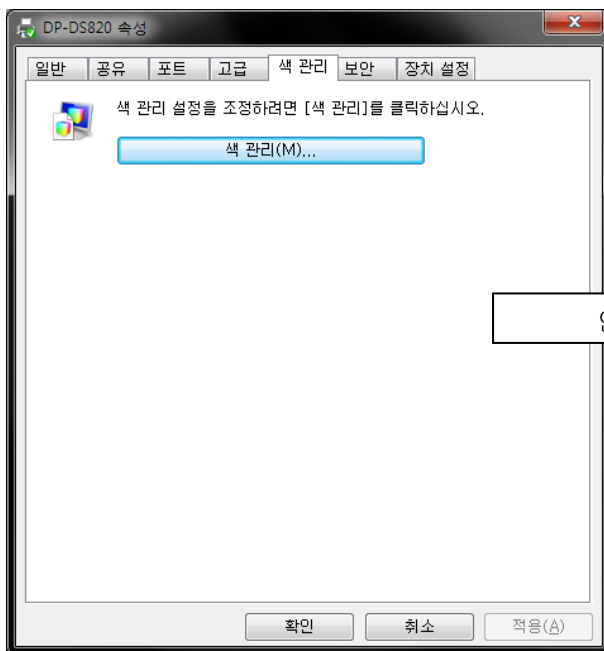 DP-DS820 속성
일반 공유 포트 고급 색 관리 보안 장치 설정
색 관리 설정을 조정하려면 [색 관리]를 클릭하십시오.
색 관리(M)...
확인 취소 적용(A)